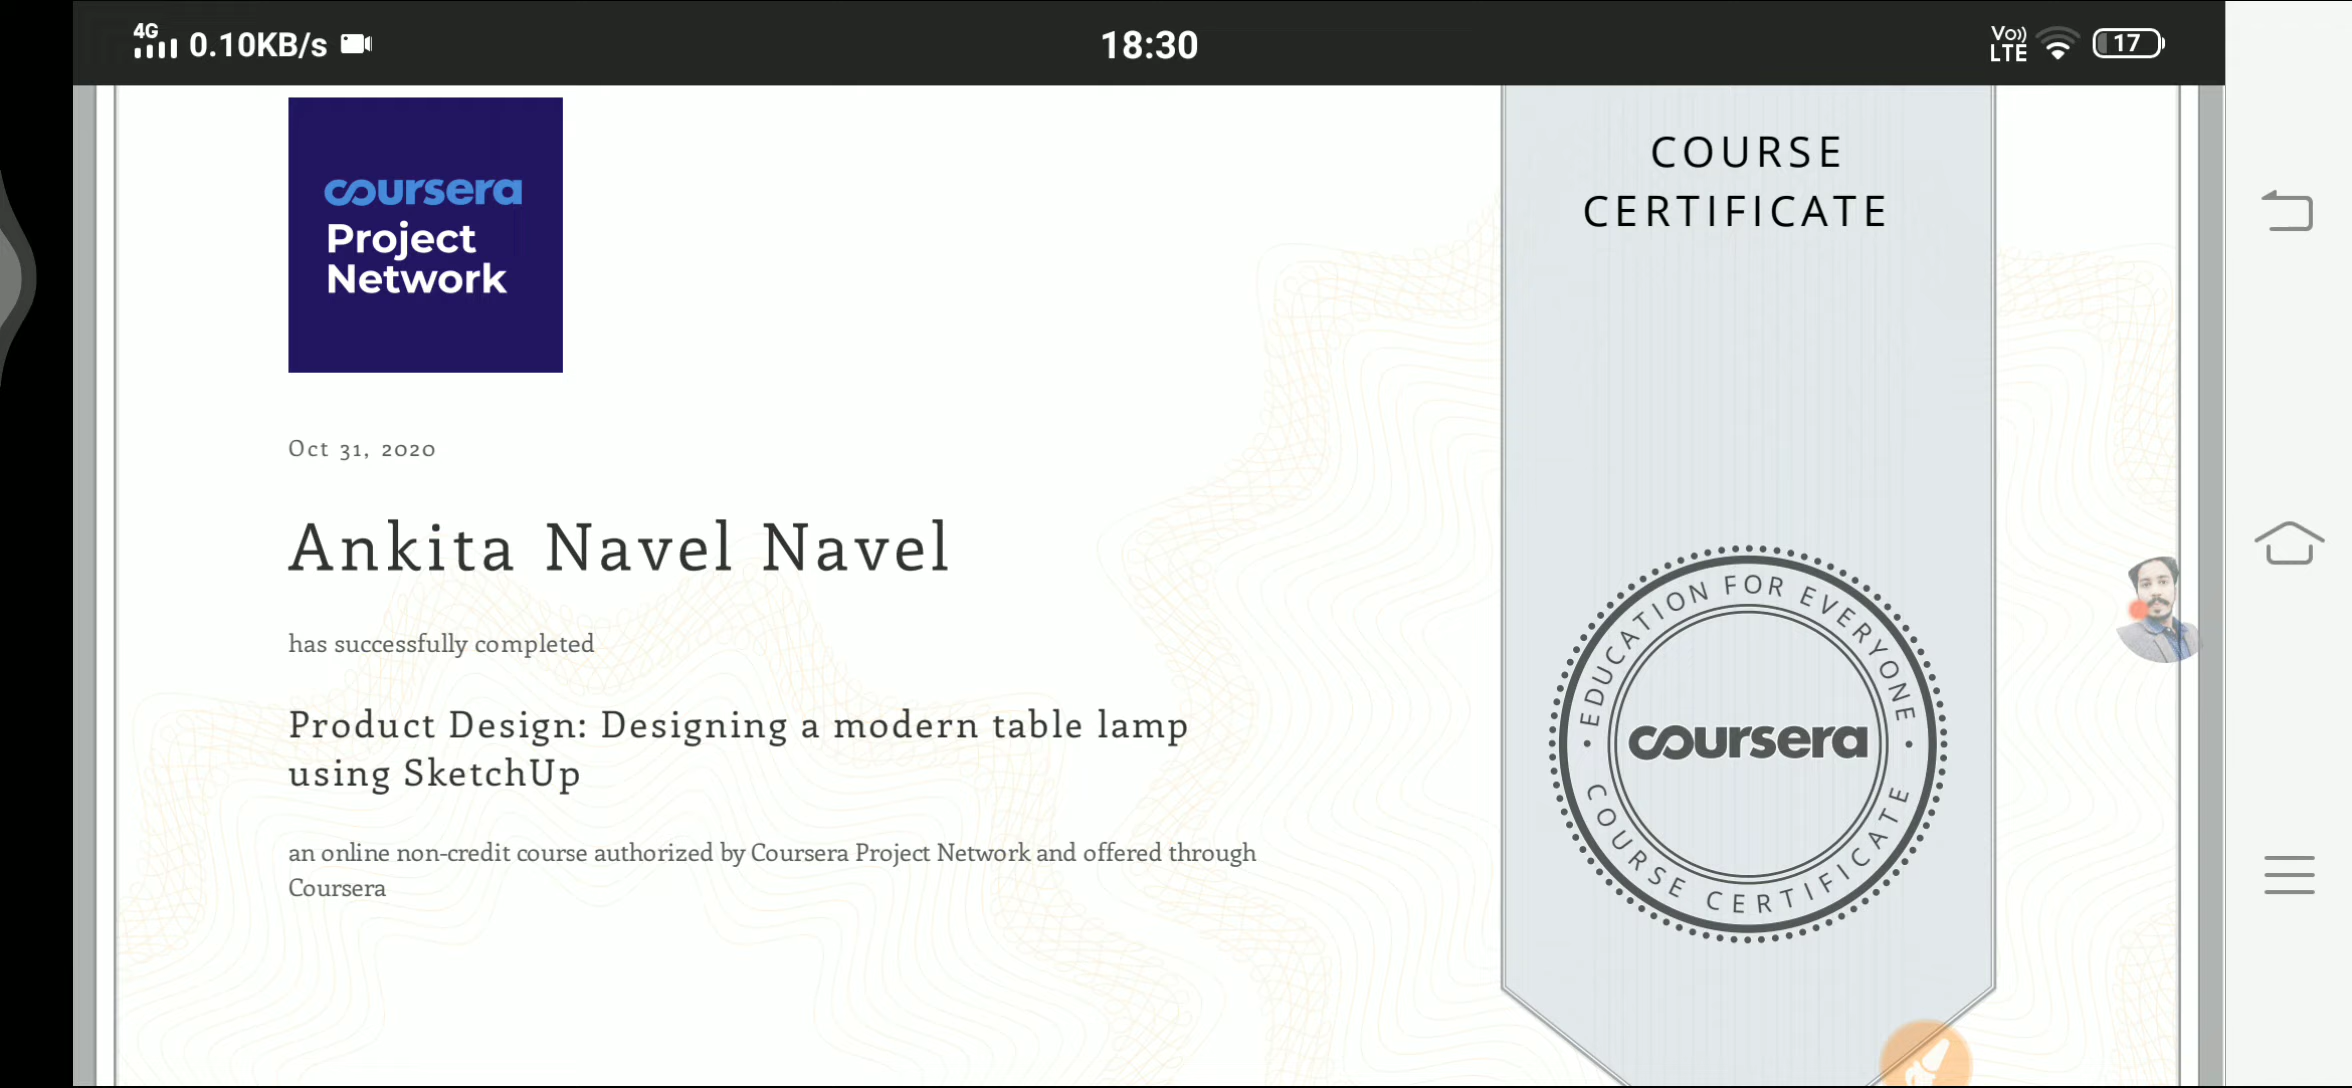 4G
0.10KB/s
18:30
Vo))
LTE
17
coursera
Project
Network
COURSE
CERTIFICATE
Oct 31, 2020
Ankita Navel Navel
has successfully completed
Product Design: Designing a modern table lamp
using SketchUp
an online non-credit course authorized by Coursera Project Network and offered through
Coursera
EDUCATION FOR EVERYONE
coursera
COURSE CERTIFICATE